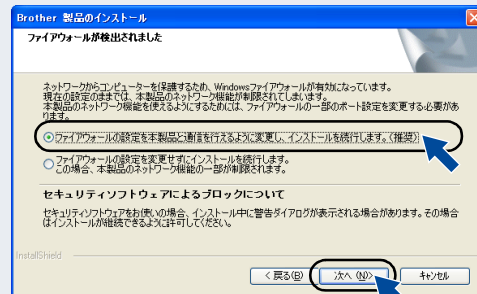 Brother 製品のインストール
ファイアウォールが検出されました
ネットワークからコンピューターを保護するため、Windowsファイアウォールが有効になっています。
現在の設定のままでは、本製品のネットワーク機能が制限されてしまいます。
本製品のネットワーク機能を使えるようにするためには、ファイアウォールの一部のポート設定を変更する必要があ
ります。
ファイアウォールの設定を本製品と通信を行えるように変更し、インストールを続行します。(推奨)
ファイアウォールの設定を変更せずにインストールを続行します。
この場合、本製品のネットワーク機能の一部が制限されます。
セキュリティソフトウェアによるブロックについて
セキュリティソフトウェアをお使いの場合、インストール中に警告ダイアログが表示される場合があります。その場合
はインストールが継続できるように許可してください。
InstallShield
< 戻る(B) 次へ (N)> キャンセル